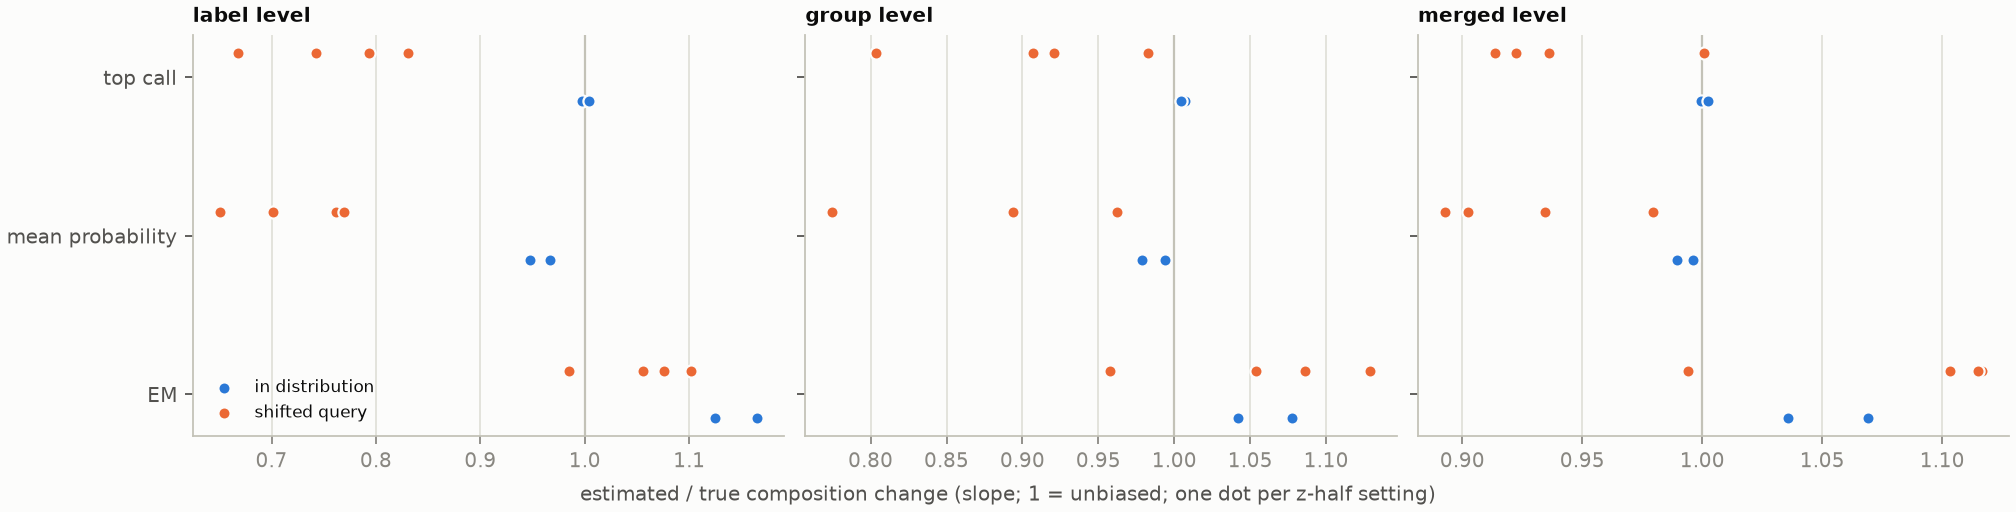 label level
group level
merged level
top call
mean probability
EM
in distribution
shifted query
0.7 0.8 0.9 1.0 1.1
0.80 0.85 0.90 0.95 1.00 1.05 1.10
0.90 0.95 1.00 1.05 1.10
estimated / true composition change (slope; 1 = unbiased; one dot per z-half setting)